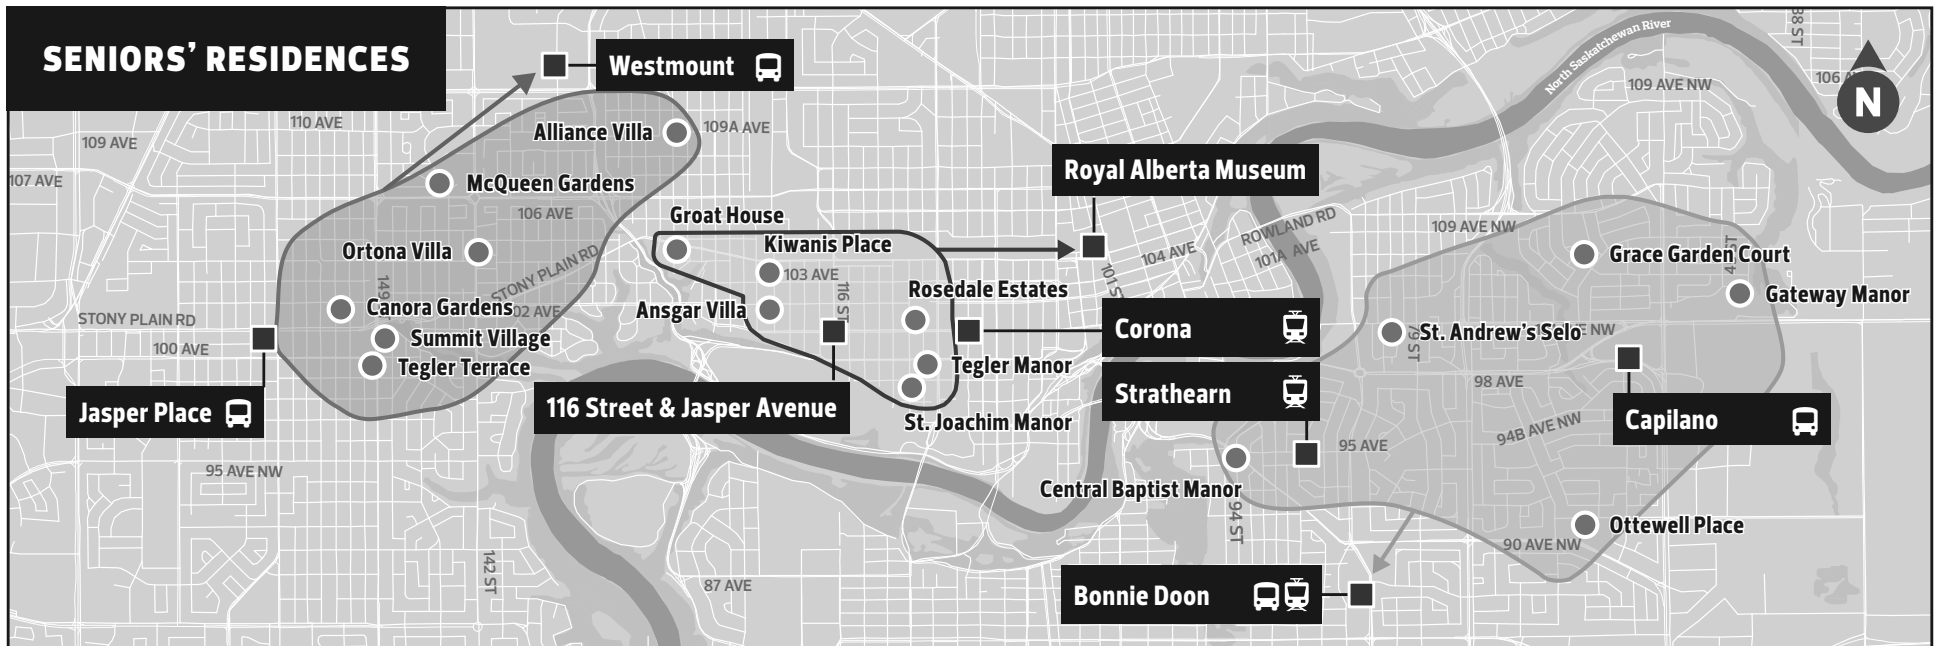 SENIORS' RESIDENCES
Westmount
110 AVE
109 AVE
107 AVE
Alliance Villa
109A AVE
McQueen Gardens
106 AVE
Groat House
Kiwanis Place
Royal Alberta Museum
North Saskatchewan River
109 AVE NW
106
N
Ortona Villa
STONY PLAIN RD
103 AVE
116 ST
Ansgar Villa
Rosedale Estates
104 AVE
ROWLAND RD
101A AVE
101 ST
109 AVE NW
Grace Garden Court
Gateway Manor
Canora Gardens
Summit Village
Tegler Terrace
STONY PLAIN RD
100 AVE
Jasper Place
116 Street & Jasper Avenue
Tegler Manor
St. Joachim Manor
Corona
Strathearn
St. Andrew's Selo
79 ST
98 AVE
Capilano
94B AVE NW
95 AVE
95 AVE NW
Central Baptist Manor
94 ST
Ottewell Place
90 AVE NW
142 ST
87 AVE
Bonnie Doon